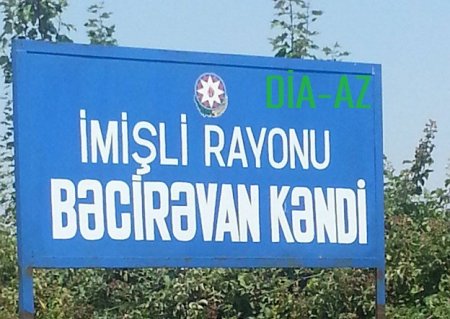 DİA-AZ
İMİŞLİ RAYONU
BƏCİRƏVAN KƏNDİ